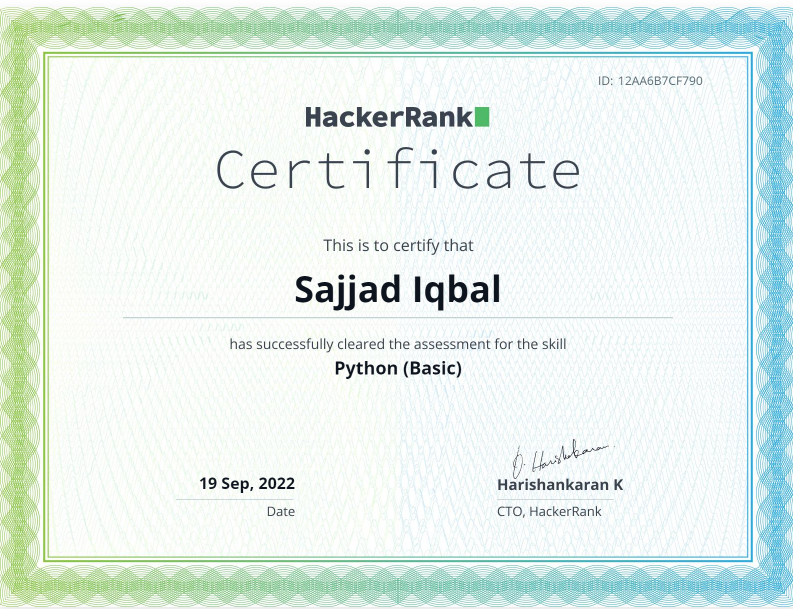 ID: 12AA6B7CF790
HackerRank
Certificate
This is to certify that
Sajjad Iqbal
has successfully cleared the assessment for the skill
Python (Basic)
19 Sep, 2022
Date
Harishankaran K
CTO, HackerRank